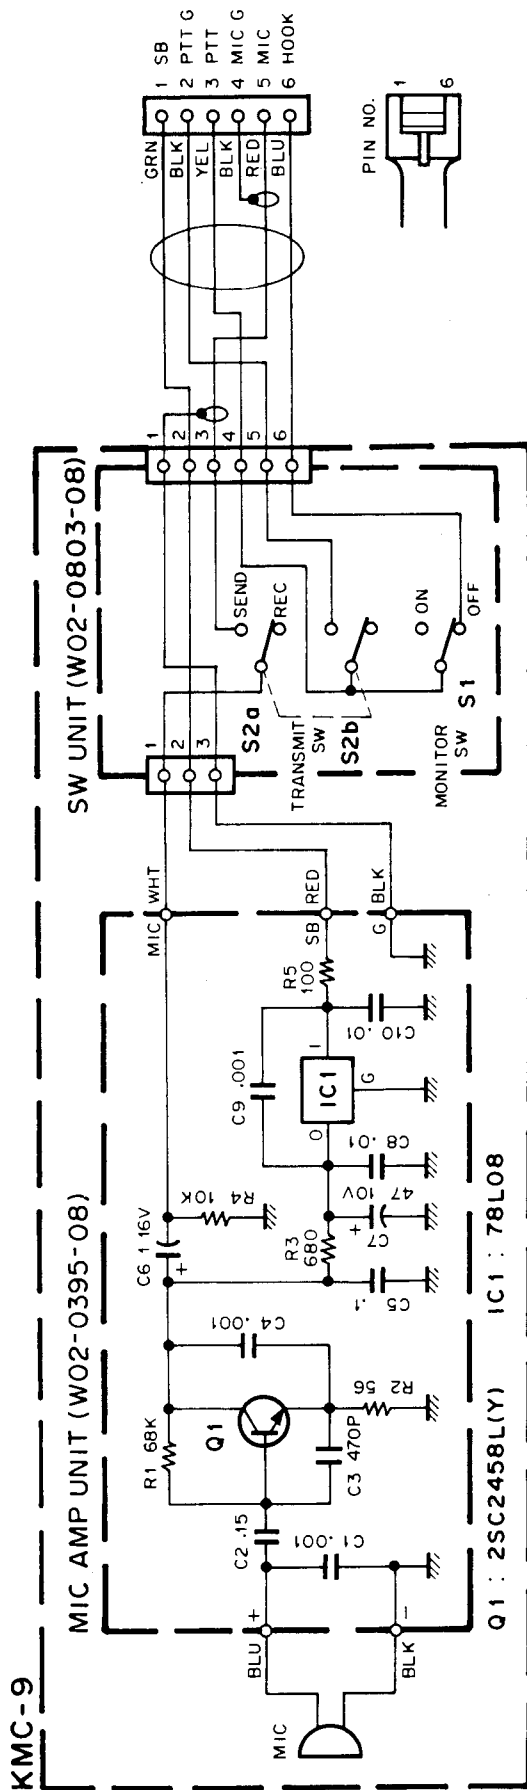 KMC-9
MIC AMP UNIT (W02-0395-08)
SW UNIT (W02-0803-08)
MIC
BLU
+
BLK
−
C2 .15
C1 .001
R1 68K
Q1
C3 470P
C4 .001
R2 56
C6 1 16V
+
R4 10K
R3
680
C5
.1
+
C7
47 10V
C8 .01
C9 .001
O
IC1
I
G
C10 .01
R5
100
MIC
WHT
SB
RED
G
BLK
Q1 : 2SC2458L(Y)
IC1 : 78L08
1
2
3
S2a
SEND
REC
TRANSMIT
SW
S2b
MONITOR
SW
S1
ON
OFF
1
2
3
4
5
6
GRN
BLK
YEL
BLK
RED
BLU
1 SB
2 PTT G
3 PTT
4 MIC G
5 MIC
6 HOOK
PIN NO.
1
6